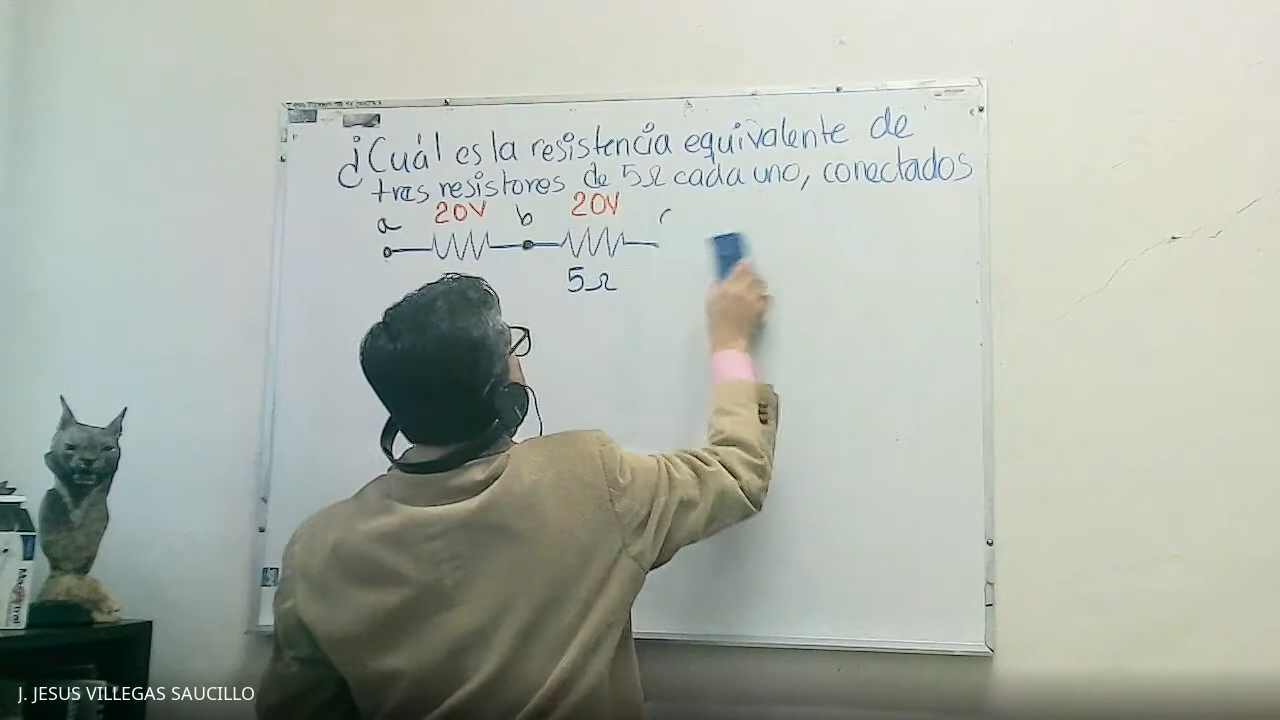 ¿Cuál es la resistencia equivalente de
tres resistores de 5Ω cada uno, conectados
20V 20V
a b
5Ω
J. JESUS VILLEGAS SAUCILLO